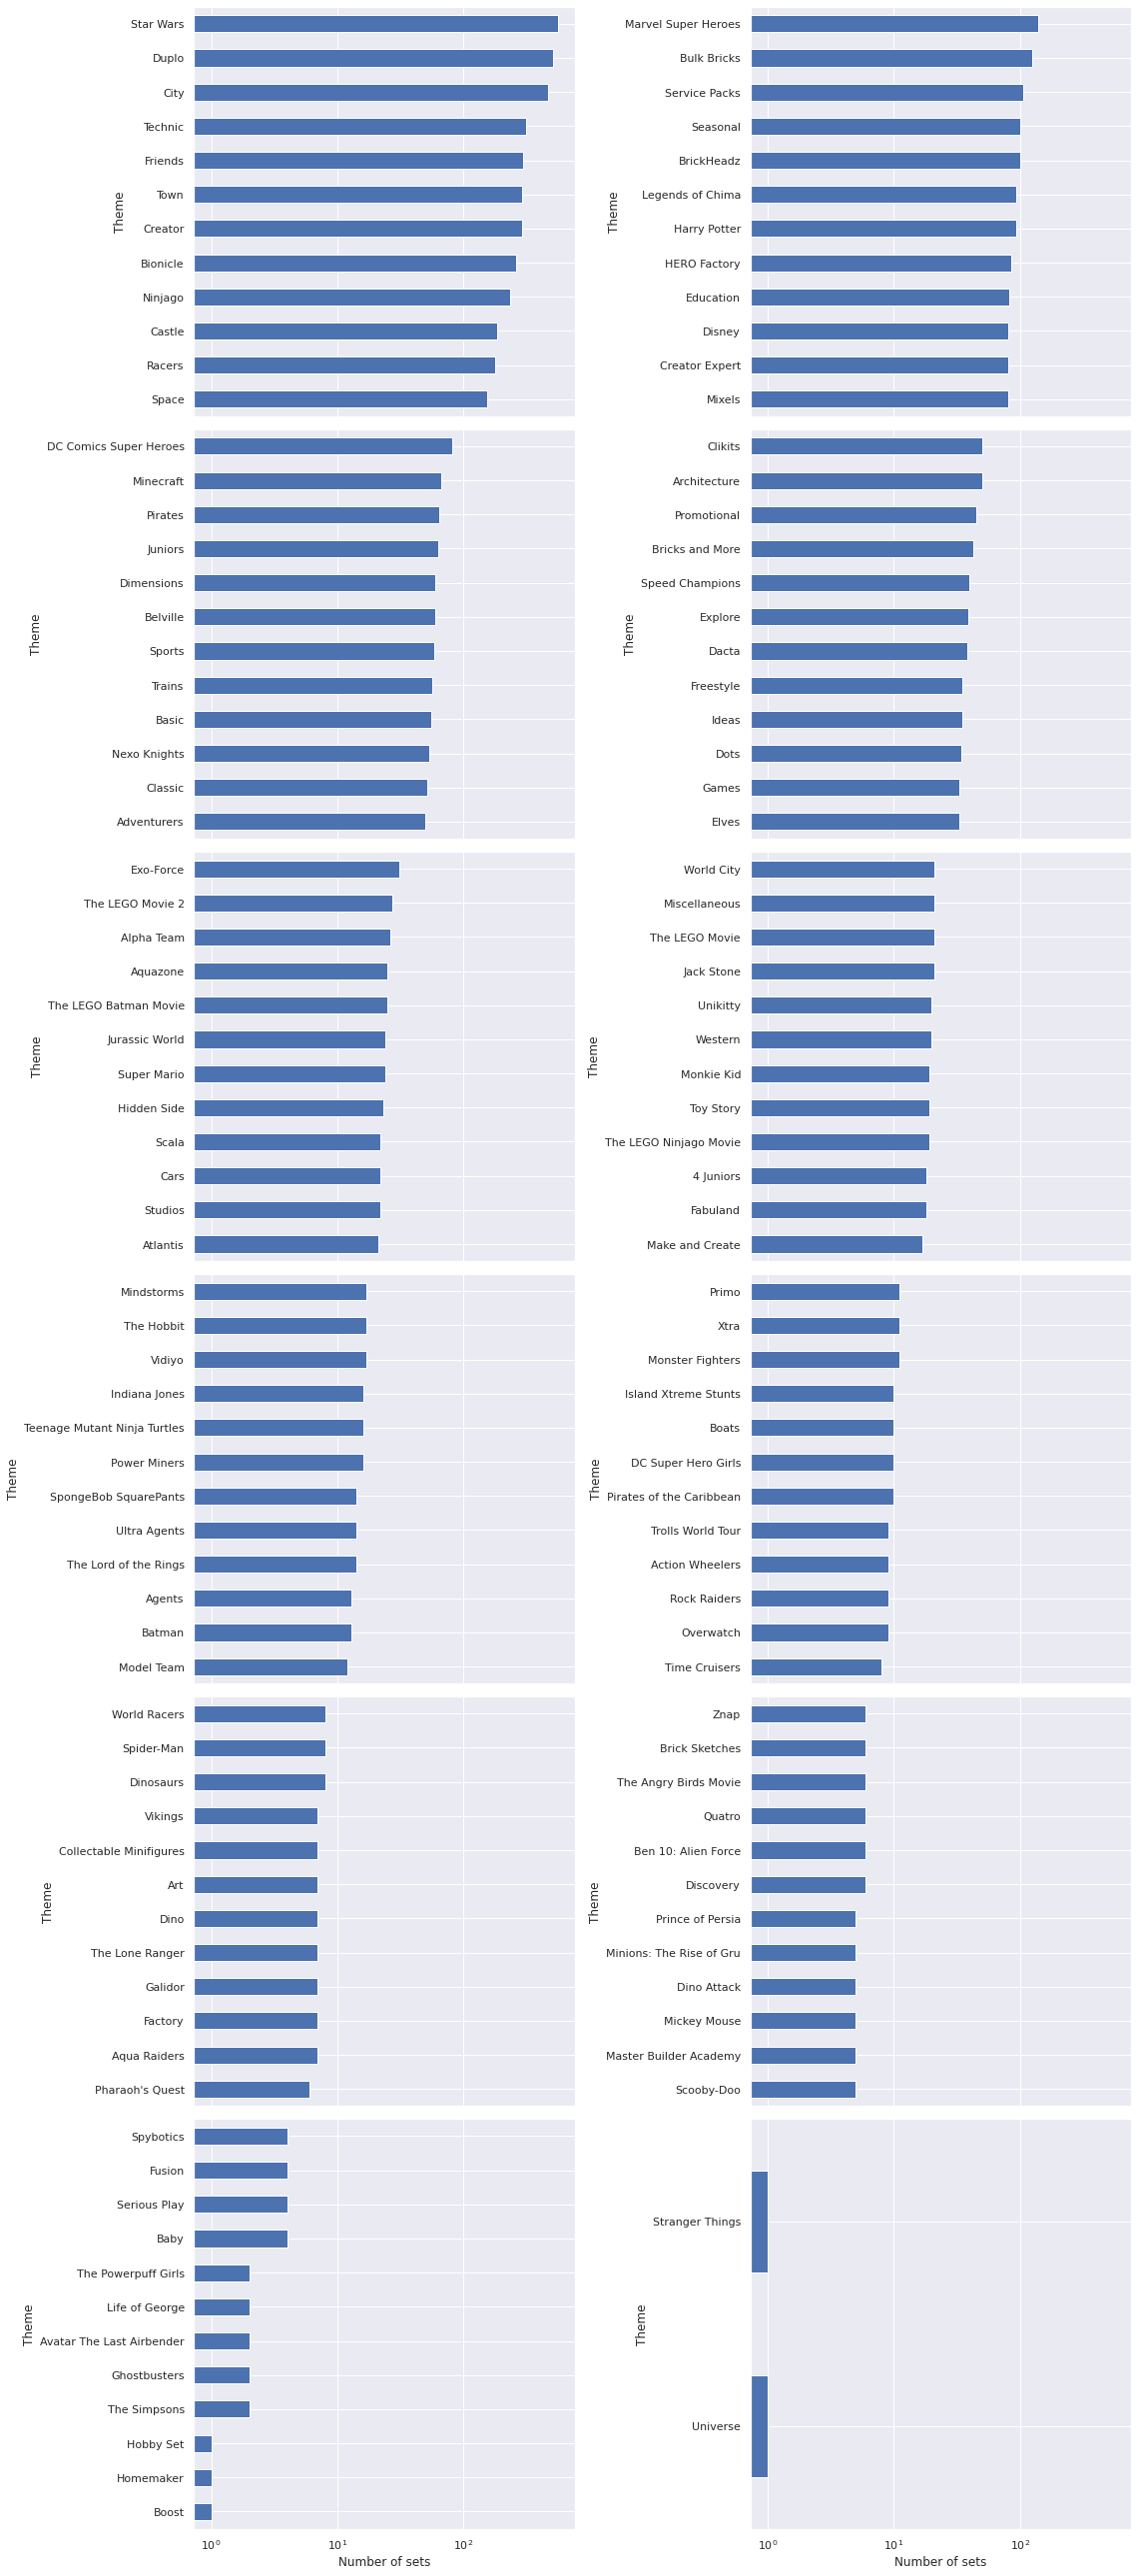 Star Wars
Duplo
City
Technic
Friends
Town
Creator
Bionicle
Ninjago
Castle
Racers
Space
Theme
Marvel Super Heroes
Bulk Bricks
Service Packs
Seasonal
BrickHeadz
Legends of Chima
Harry Potter
HERO Factory
Education
Disney
Creator Expert
Mixels
Theme
DC Comics Super Heroes
Minecraft
Pirates
Juniors
Dimensions
Belville
Sports
Trains
Basic
Nexo Knights
Classic
Adventurers
Theme
Clikits
Architecture
Promotional
Bricks and More
Speed Champions
Explore
Dacta
Freestyle
Ideas
Dots
Games
Elves
Theme
Exo-Force
The LEGO Movie 2
Alpha Team
Aquazone
The LEGO Batman Movie
Jurassic World
Super Mario
Hidden Side
Scala
Cars
Studios
Atlantis
Theme
World City
Miscellaneous
The LEGO Movie
Jack Stone
Unikitty
Western
Monkie Kid
Toy Story
The LEGO Ninjago Movie
4 Juniors
Fabuland
Make and Create
Theme
Mindstorms
The Hobbit
Vidiyo
Indiana Jones
Teenage Mutant Ninja Turtles
Power Miners
SpongeBob SquarePants
Ultra Agents
The Lord of the Rings
Agents
Batman
Model Team
Theme
Primo
Xtra
Monster Fighters
Island Xtreme Stunts
Boats
DC Super Hero Girls
Pirates of the Caribbean
Trolls World Tour
Action Wheelers
Rock Raiders
Overwatch
Time Cruisers
Theme
World Racers
Spider-Man
Dinosaurs
Vikings
Collectable Minifigures
Art
Dino
The Lone Ranger
Galidor
Factory
Aqua Raiders
Pharaoh's Quest
Theme
Znap
Brick Sketches
The Angry Birds Movie
Quatro
Ben 10: Alien Force
Discovery
Prince of Persia
Minions: The Rise of Gru
Dino Attack
Mickey Mouse
Master Builder Academy
Scooby-Doo
Theme
Spybotics
Fusion
Serious Play
Baby
The Powerpuff Girls
Life of George
Avatar The Last Airbender
Ghostbusters
The Simpsons
Hobby Set
Homemaker
Boost
Theme
10⁰ 10¹ 10²
Number of sets
Stranger Things
Universe
Theme
10⁰ 10¹ 10²
Number of sets